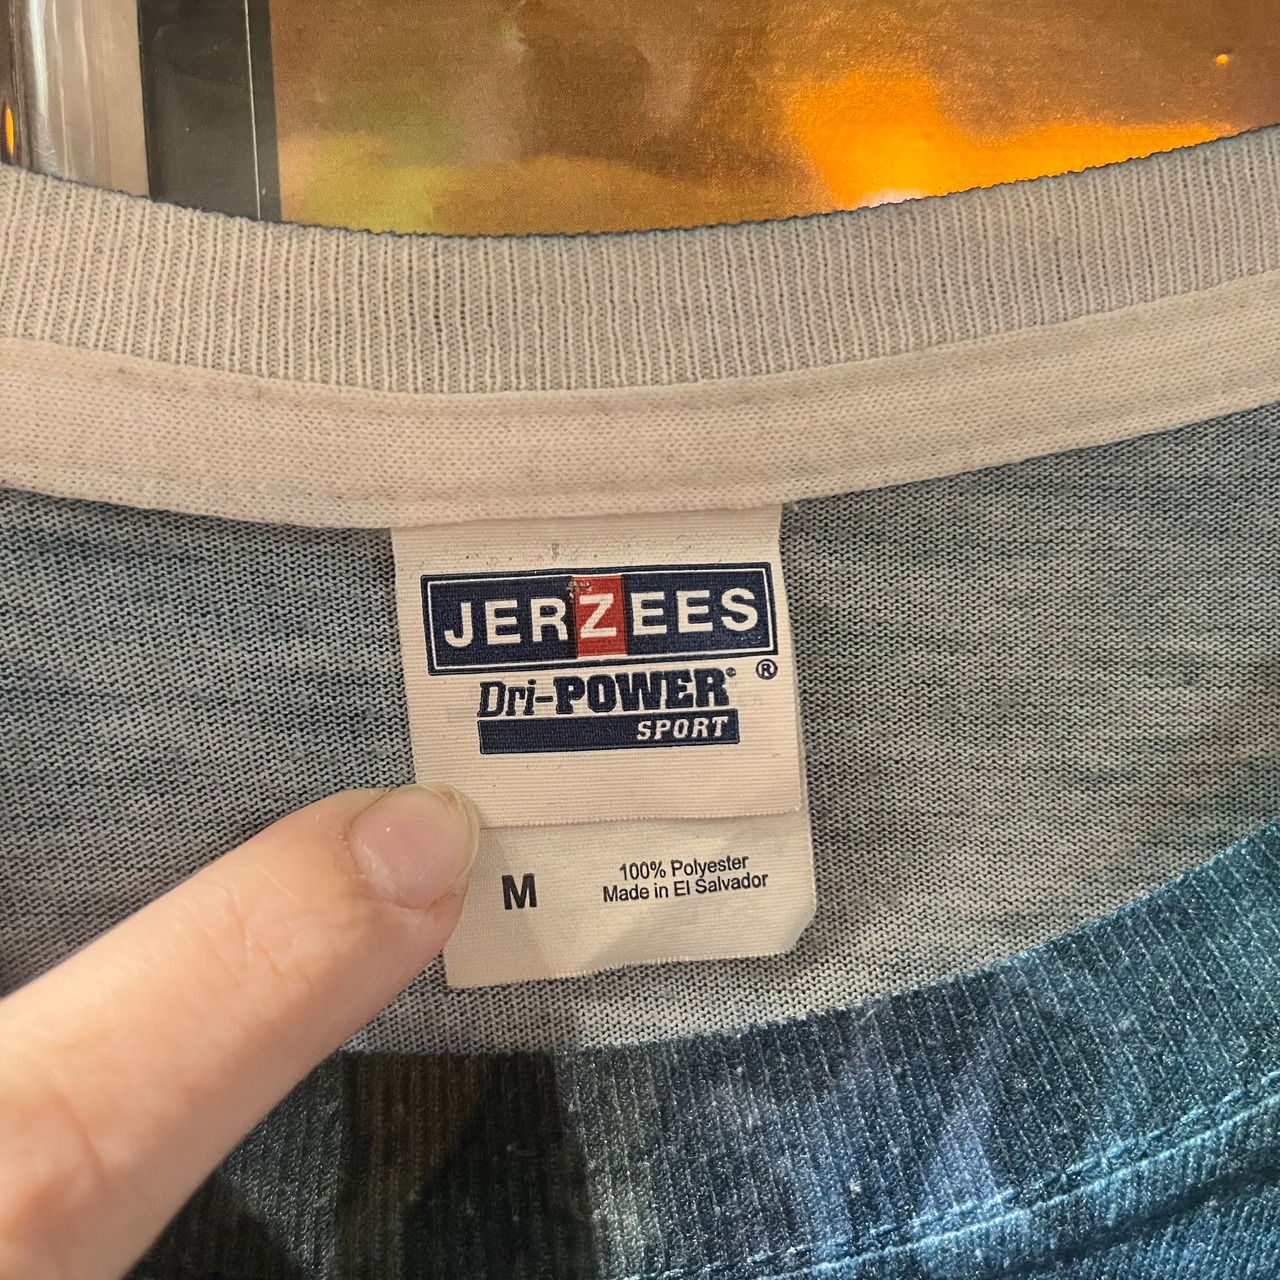 JERZEES
®
Dri-POWER®
SPORT
M
100% Polyester
Made in El Salvador